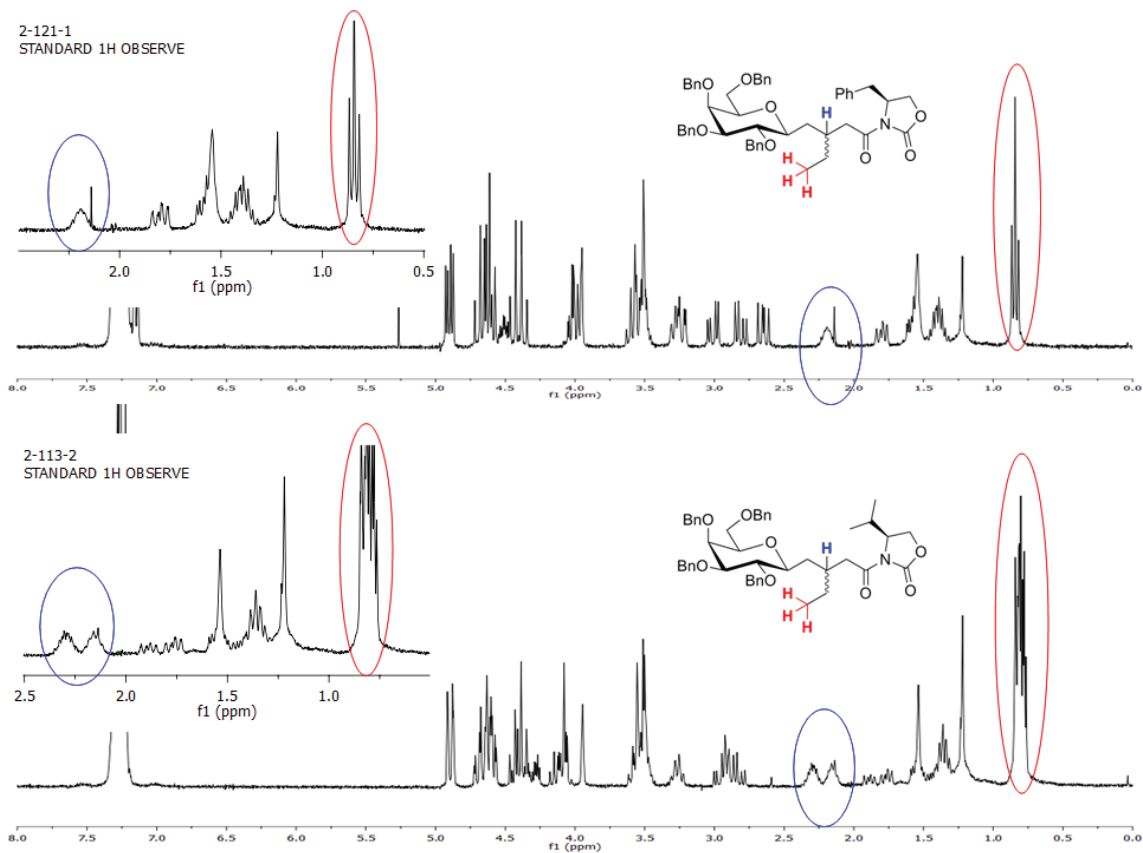 2-121-1
STANDARD 1H OBSERVE
2.0 1.5 1.0 0.5
f1 (ppm)
BnO OBn
O
BnO
BnO
H
H
H
H
Ph
N
O
O
O
8.0 7.5 7.0 6.5 6.0 5.5 5.0 4.5 4.0 3.5 3.0 2.5 2.0 1.5 1.0 0.5 0.0
f1 (ppm)
2-113-2
STANDARD 1H OBSERVE
2.5 2.0 1.5 1.0
f1 (ppm)
BnO OBn
O
BnO
BnO
H
H
H
H
N
O
O
O
8.0 7.5 7.0 6.5 6.0 5.5 5.0 4.5 4.0 3.5 3.0 2.5 2.0 1.5 1.0 0.5 0.0
f1 (ppm)